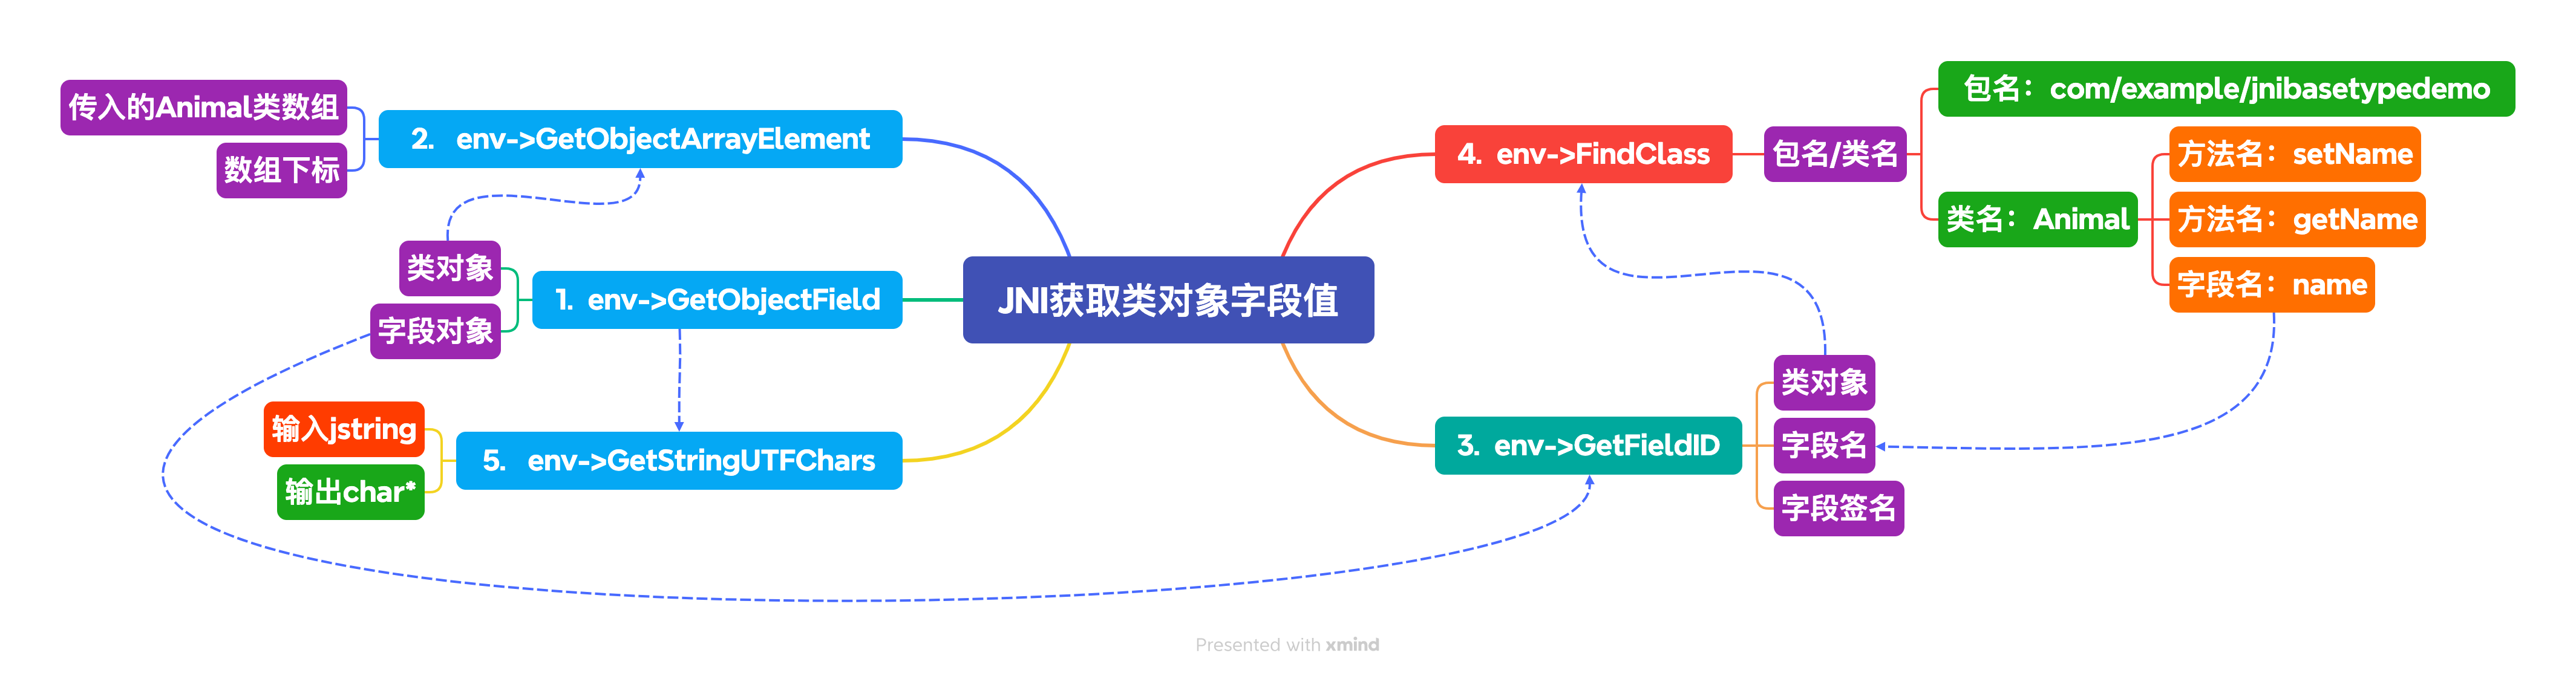 JNI获取类对象字段值
1. env->GetObjectField
类对象
字段对象
2. env->GetObjectArrayElement
传入的Animal类数组
数组下标
3. env->GetFieldID
类对象
字段名
字段签名
4. env->FindClass
包名/类名
包名：com/example/jnibasetypedemo
类名：Animal
方法名：setName
方法名：getName
字段名：name
5. env->GetStringUTFChars
输入jstring
输出char*
Presented with xmind